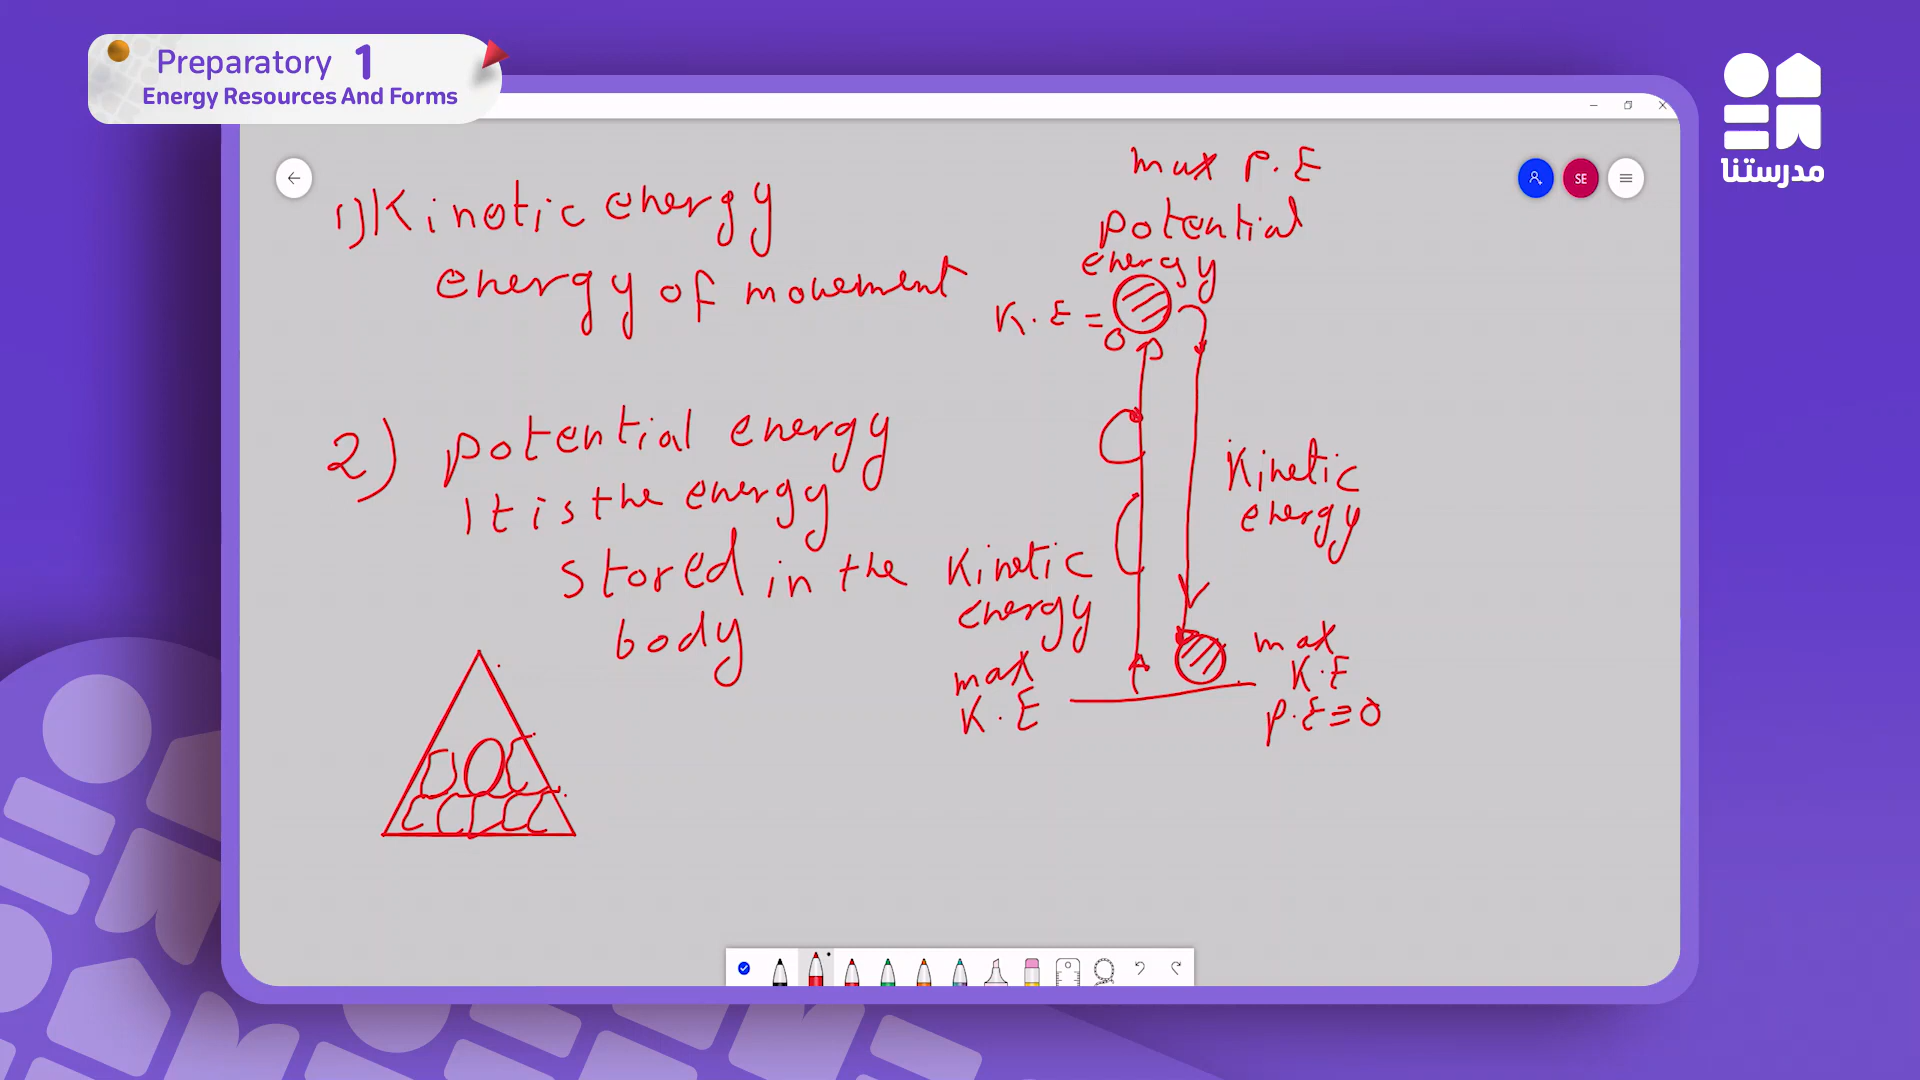 Preparatory 1
Energy Resources And Forms
مدرستنا
SE
1) Kinetic energy
energy of movement
2) potential energy
It is the energy
stored in the
body
max P.E
potential
energy
K.E =
0
Kinetic
energy
Kinetic
energy
max
K.E
max
K.E
P.E = 0